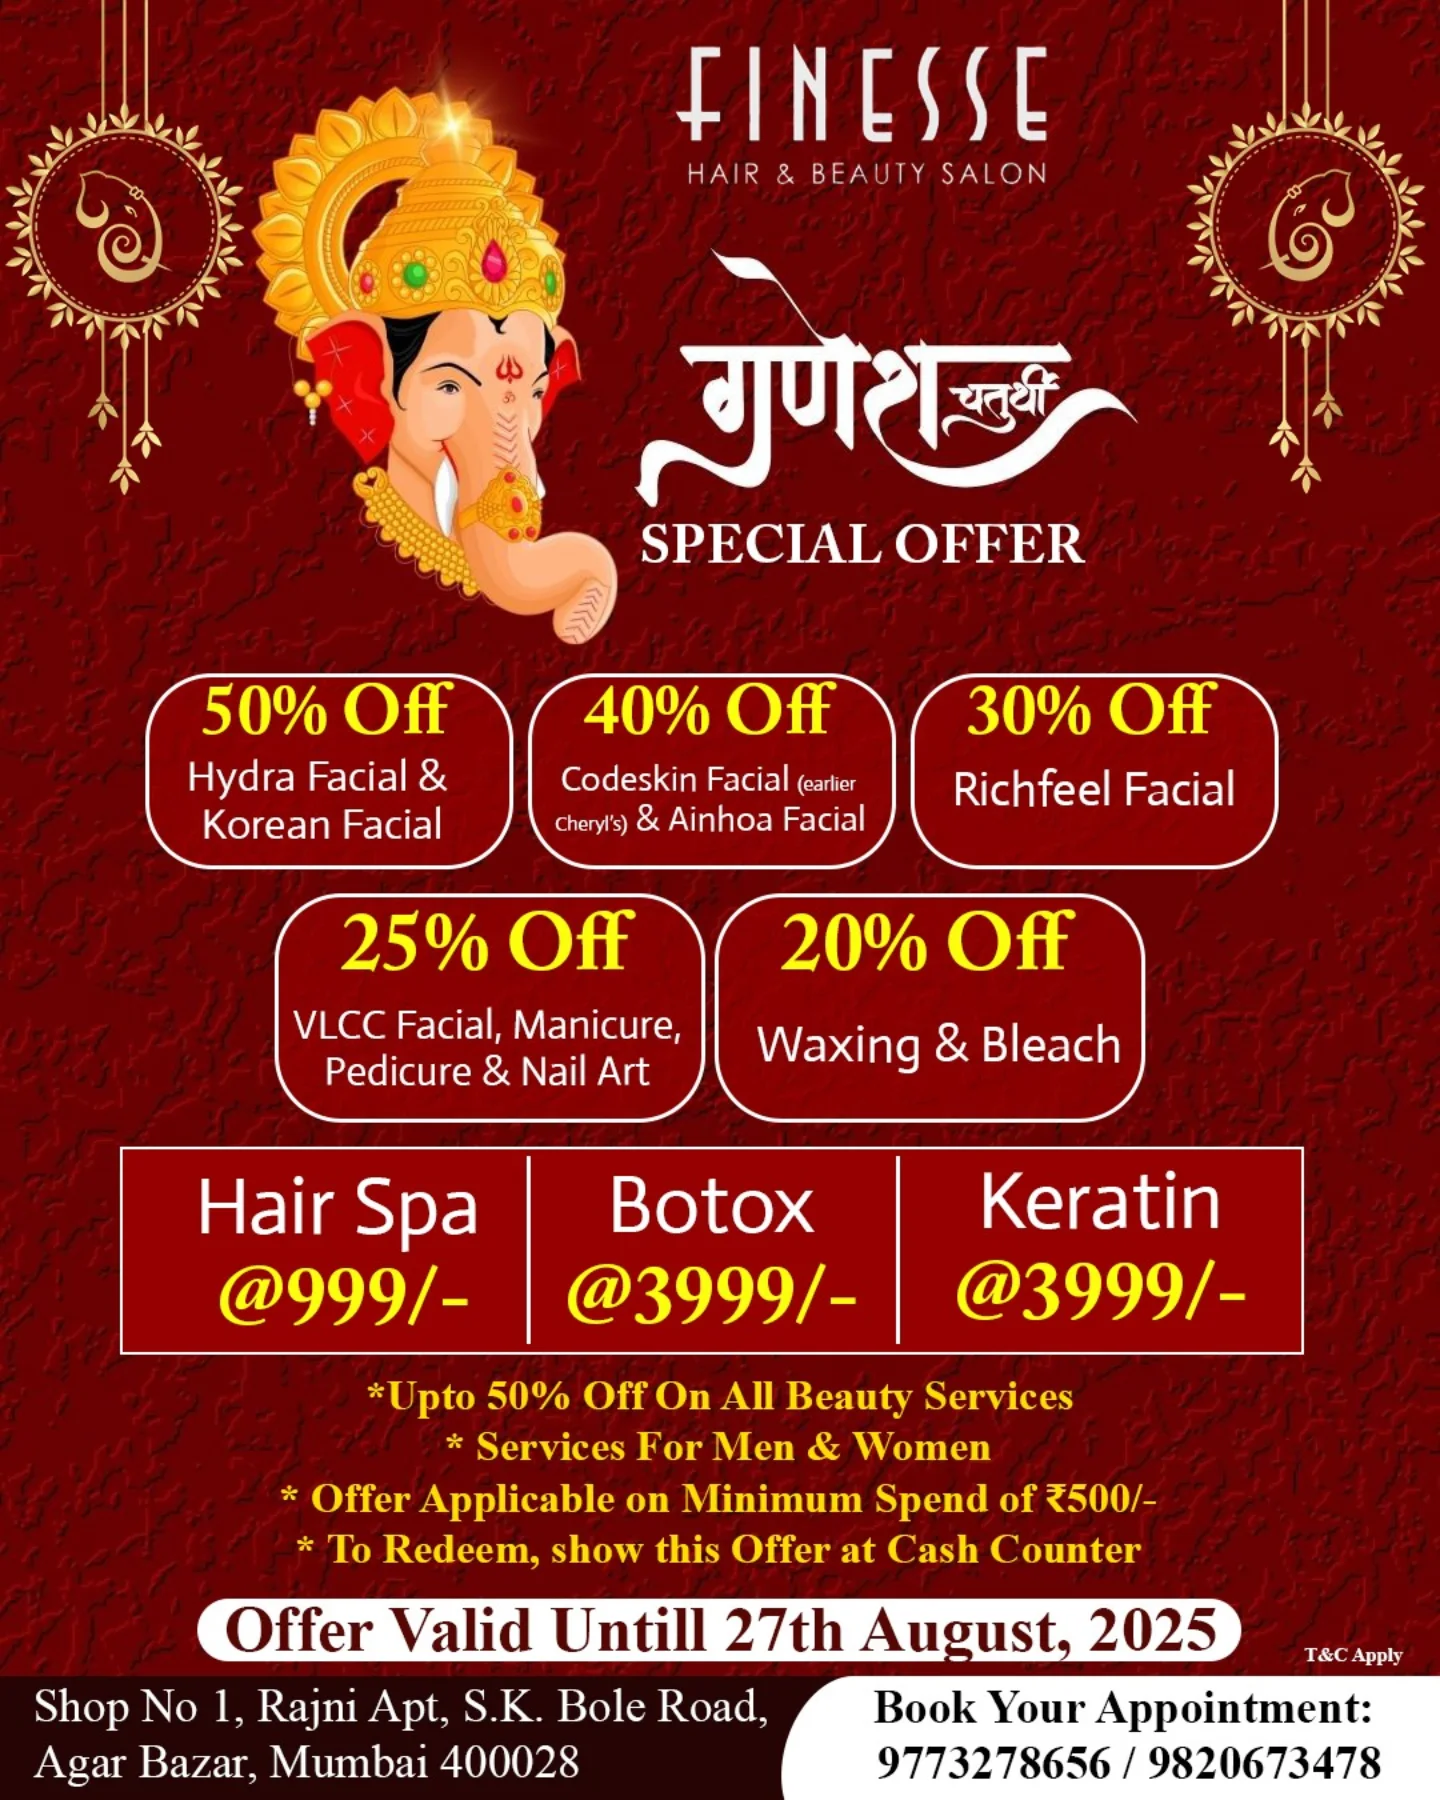 FINESSE
HAIR & BEAUTY SALON
गणेश चतुर्थी
SPECIAL OFFER
50% Off
Hydra Facial &
Korean Facial
40% Off
Codeskin Facial (earlier
Cheryl's) & Ainhoa Facial
30% Off
Richfeel Facial
25% Off
VLCC Facial, Manicure,
Pedicure & Nail Art
20% Off
Waxing & Bleach
Hair Spa
@999/-
Botox
@3999/-
Keratin
@3999/-
*Upto 50% Off On All Beauty Services
* Services For Men & Women
* Offer Applicable on Minimum Spend of ₹500/-
* To Redeem, show this Offer at Cash Counter
Offer Valid Untill 27th August, 2025
T&C Apply
Shop No 1, Rajni Apt, S.K. Bole Road,
Agar Bazar, Mumbai 400028
Book Your Appointment:
9773278656 / 9820673478